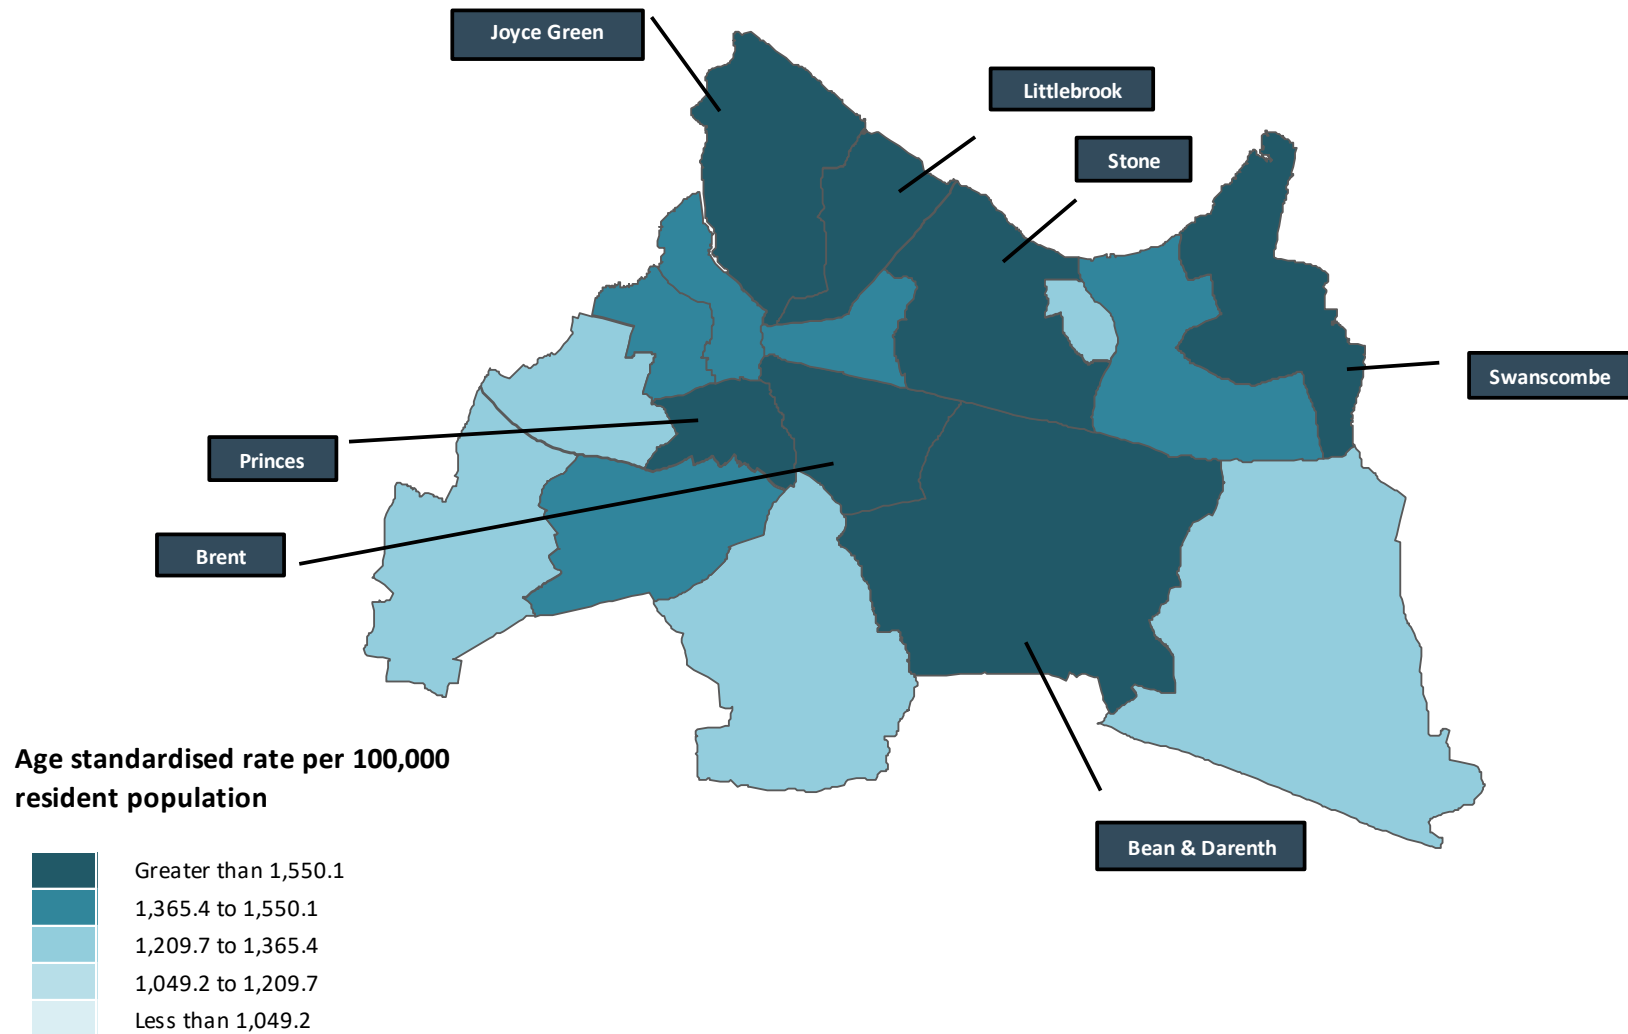 Joyce Green
Littlebrook
Stone
Swanscombe
Princes
Brent
Bean & Darenth
Age standardised rate per 100,000
resident population
Greater than 1,550.1
1,365.4 to 1,550.1
1,209.7 to 1,365.4
1,049.2 to 1,209.7
Less than 1,049.2